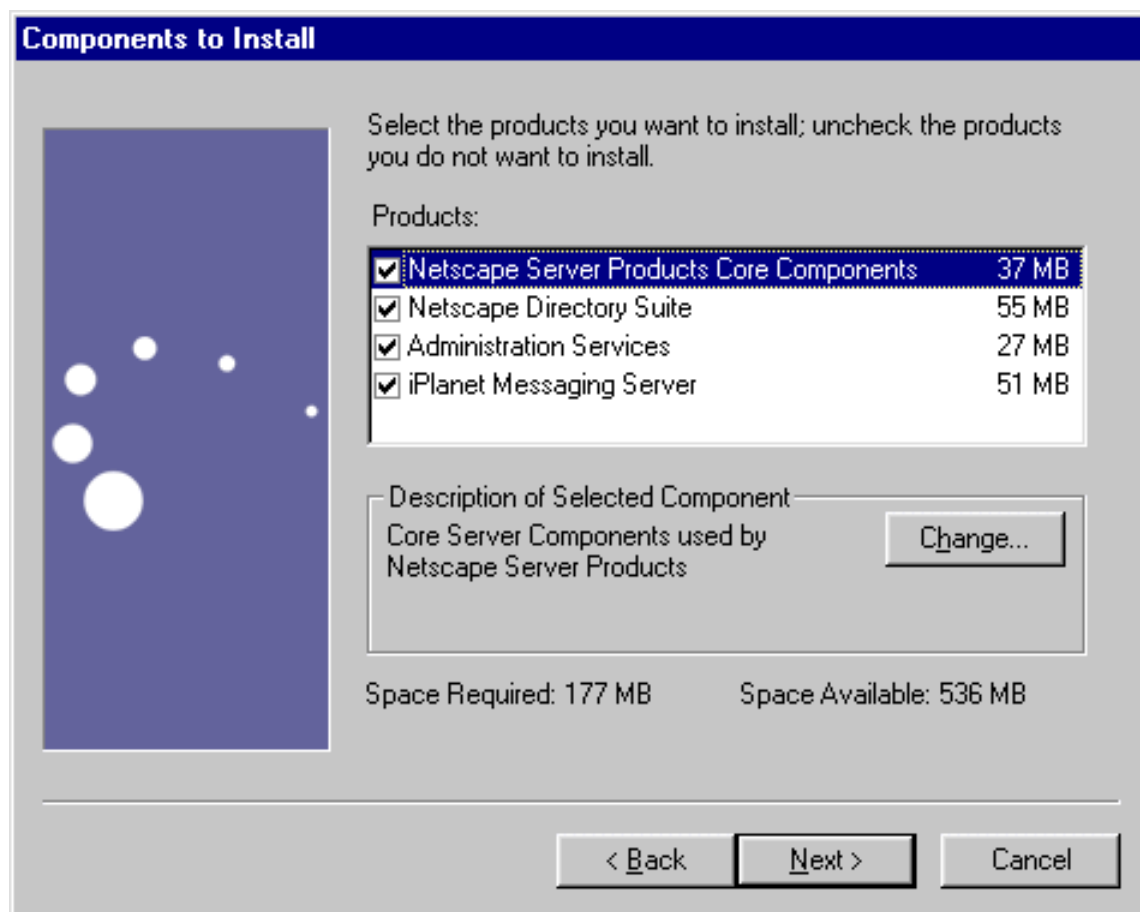 Components to Install
Select the products you want to install; uncheck the products
you do not want to install.
Products:
Netscape Server Products Core Components 37 MB
Netscape Directory Suite 55 MB
Administration Services 27 MB
iPlanet Messaging Server 51 MB
Description of Selected Component
Core Server Components used by
Netscape Server Products
Change...
Space Required: 177 MB Space Available: 536 MB
< Back Next > Cancel